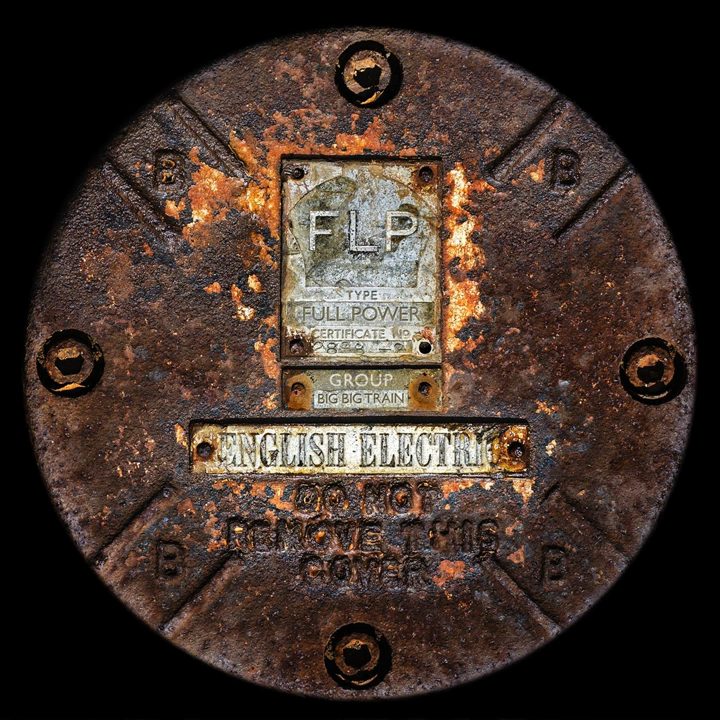 B B
FLP
TYPE
FULL POWER
CERTIFICATE No
GROUP
BIG BIG TRAIN
ENGLISH ELECTRIC
DO NOT
REMOVE THIS
COVER
B B